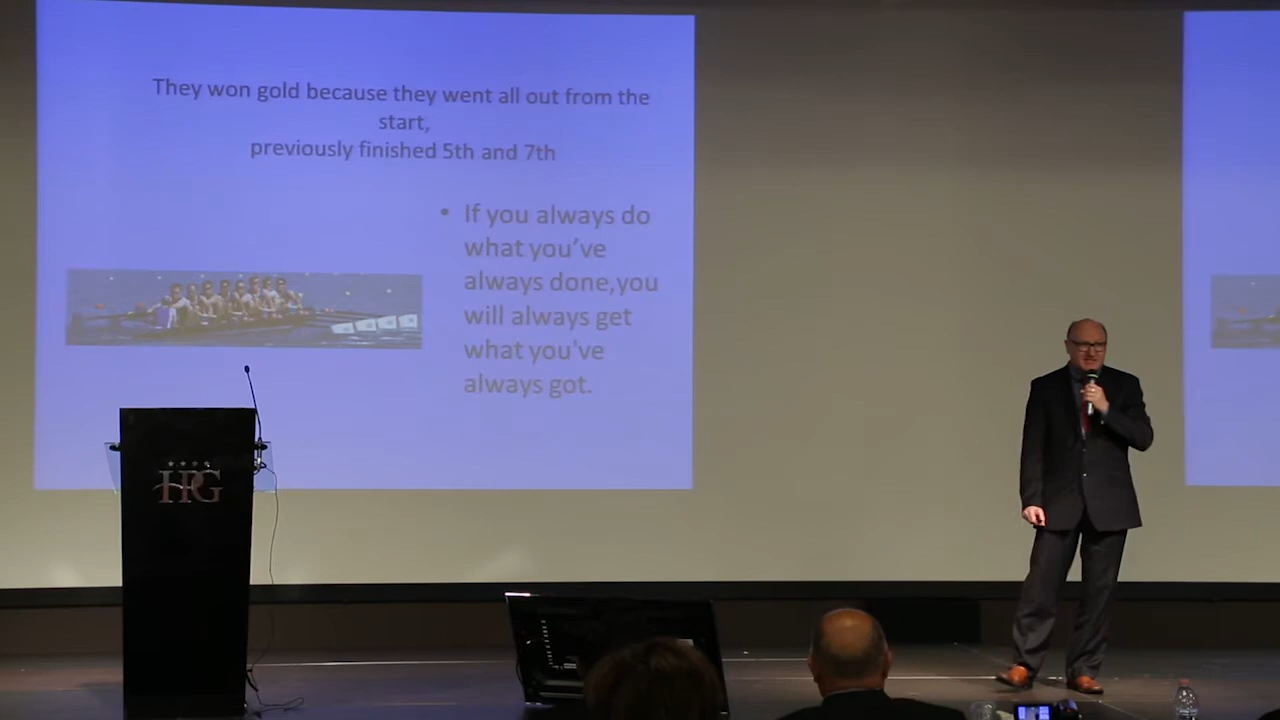 They won gold because they went all out from the
start,
previously finished 5th and 7th
• If you always do
what you’ve
always done,you
will always get
what you've
always got.
HPG